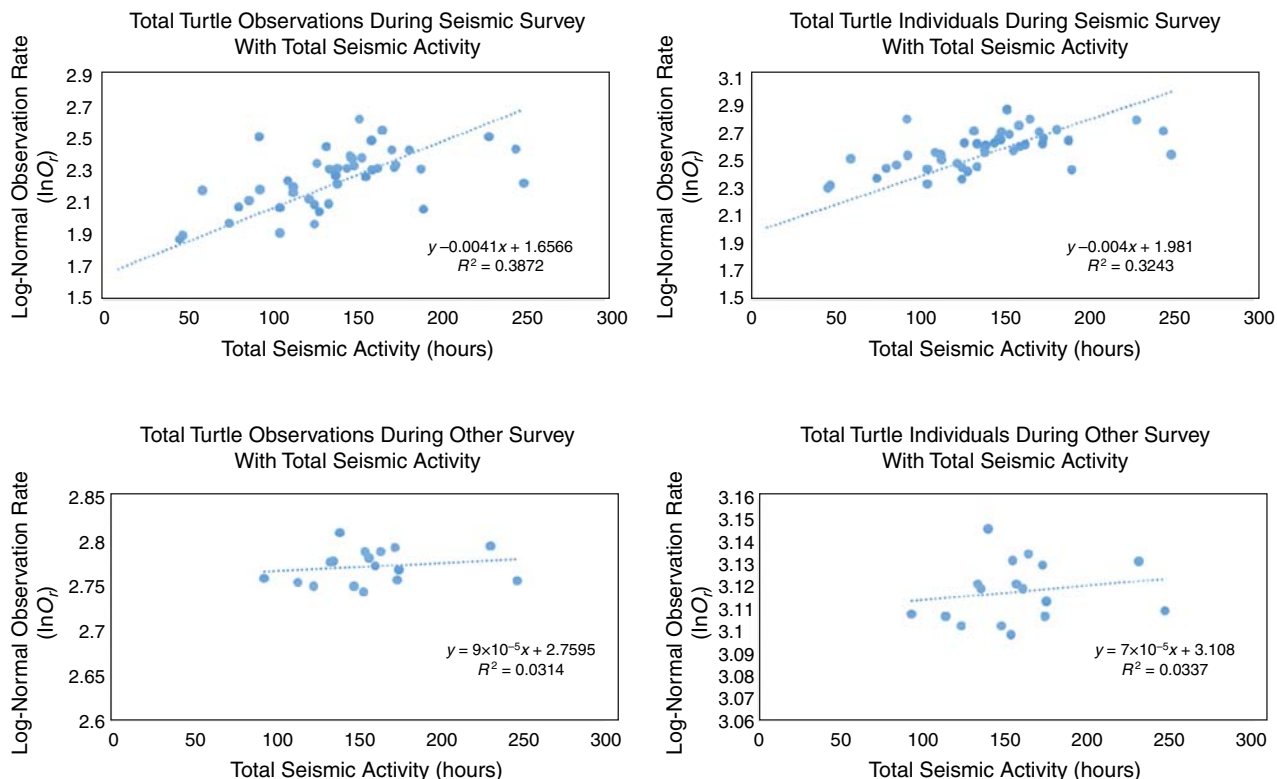 Total Turtle Observations During Seismic Survey
With Total Seismic Activity
Log-Normal Observation Rate
(lnOr)
2.9
2.7
2.5
2.3
2.1
1.9
1.7
1.5
y –0.0041x + 1.6566
R² = 0.3872
0 50 100 150 200 250 300
Total Seismic Activity (hours)
Total Turtle Individuals During Seismic Survey
With Total Seismic Activity
Log-Normal Observation Rate
(lnOr)
3.1
2.9
2.7
2.5
2.3
2.1
1.9
1.7
1.5
y –0.004x + 1.981
R² = 0.3243
0 50 100 150 200 250 300
Total Seismic Activity (hours)
Total Turtle Observations During Other Survey
With Total Seismic Activity
Log-Normal Observation Rate
(lnOr)
2.85
2.8
2.75
2.7
2.65
2.6
y = 9×10⁻⁵x + 2.7595
R² = 0.0314
0 50 100 150 200 250 300
Total Seismic Activity (hours)
Total Turtle Individuals During Other Survey
With Total Seismic Activity
Log-Normal Observation Rate
(lnOr)
3.16
3.15
3.14
3.13
3.12
3.11
3.1
3.09
3.08
3.07
3.06
y = 7×10⁻⁵x + 3.108
R² = 0.0337
0 50 100 150 200 250 300
Total Seismic Activity (hours)